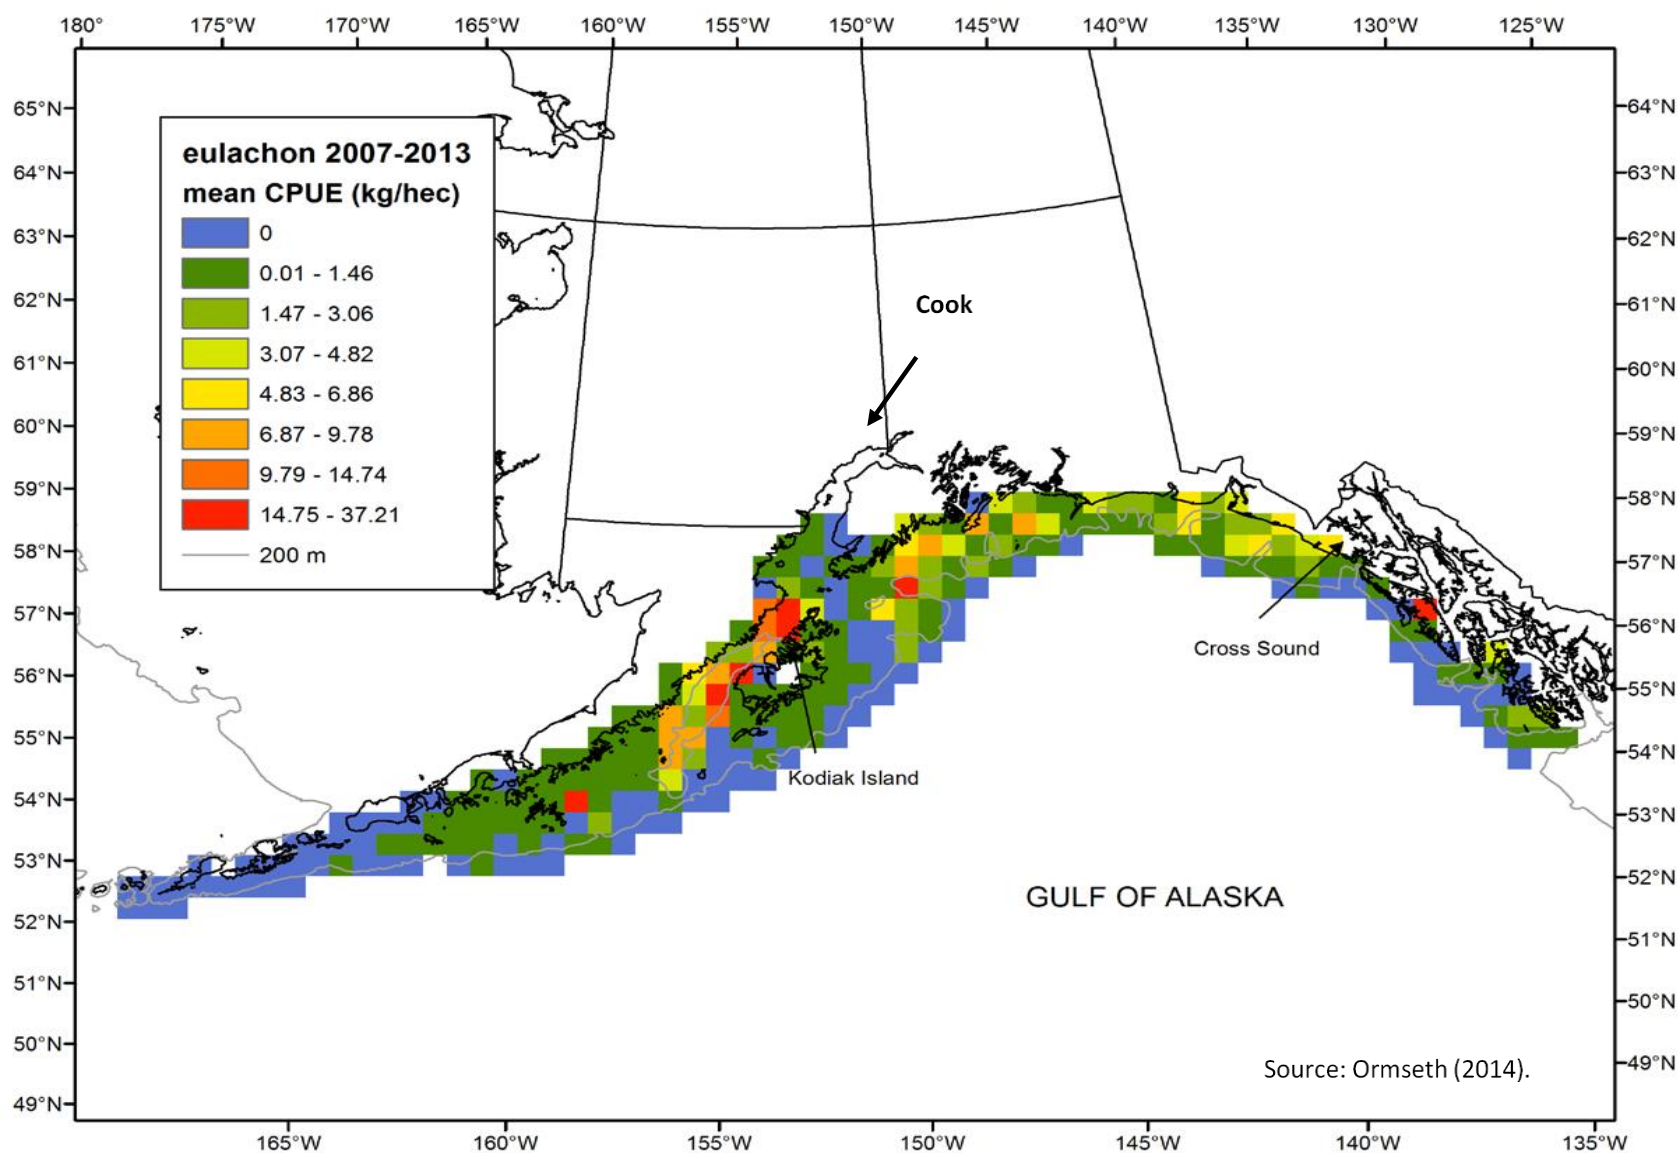 180° 175°W 170°W 165°W 160°W 155°W 150°W 145°W 140°W 135°W 130°W 125°W
65°N
64°N
63°N
62°N
61°N
60°N
59°N
58°N
57°N
56°N
55°N
54°N
53°N
52°N
51°N
50°N
49°N
eulachon 2007-2013
mean CPUE (kg/hec)
0
0.01 - 1.46
1.47 - 3.06
3.07 - 4.82
4.83 - 6.86
6.87 - 9.78
9.79 - 14.74
14.75 - 37.21
200 m
Cook
Cross Sound
Kodiak Island
GULF OF ALASKA
Source: Ormseth (2014).
64°N
63°N
62°N
61°N
60°N
59°N
58°N
57°N
56°N
55°N
54°N
53°N
52°N
51°N
50°N
49°N
165°W 160°W 155°W 150°W 145°W 140°W 135°W